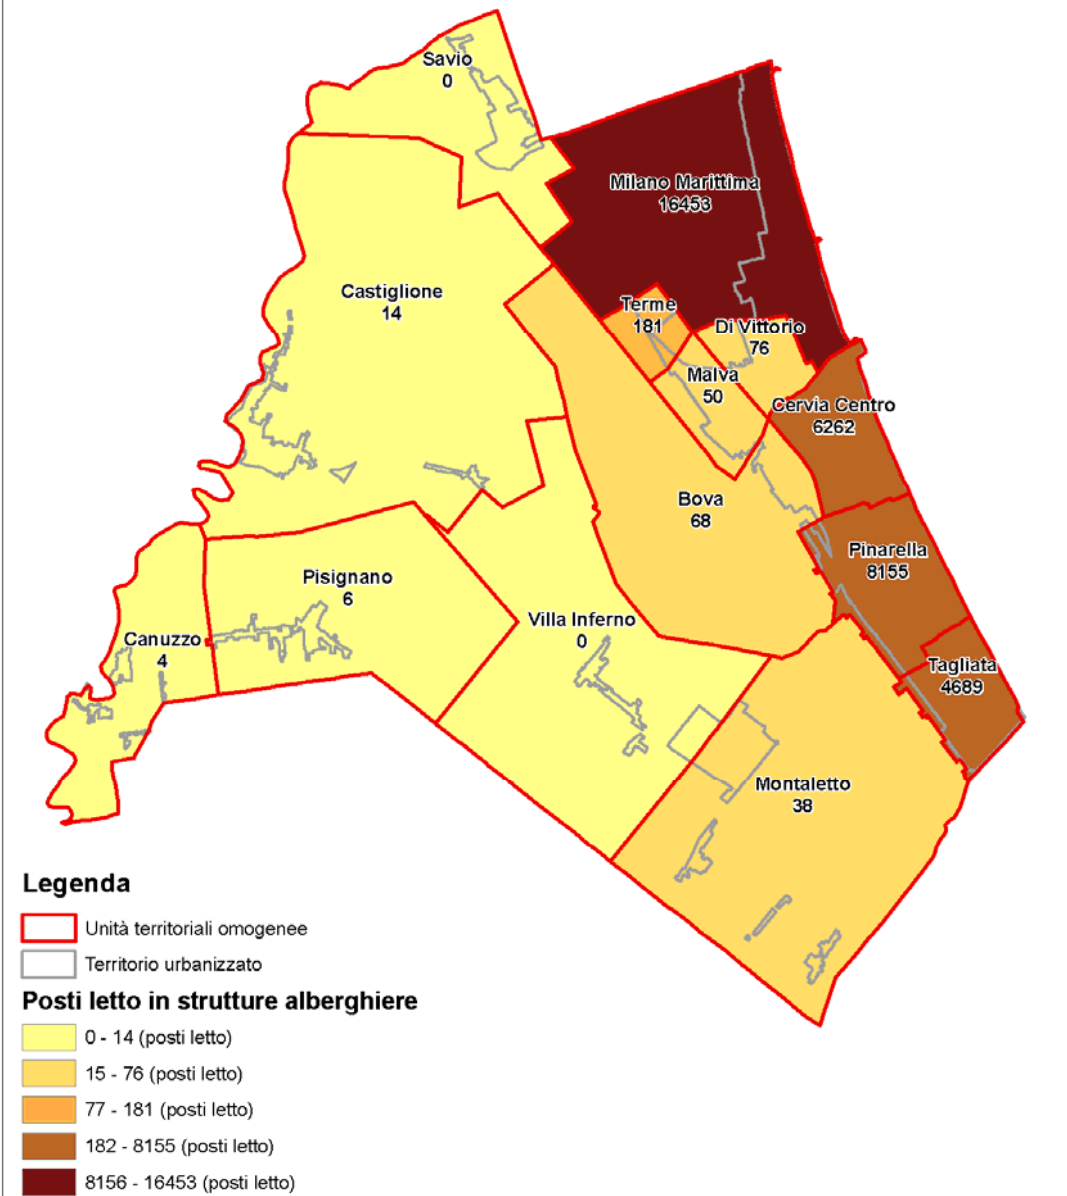 Savio
0
Milano Marittima
16453
Castiglione
14
Terme
181
Di Vittorio
76
Malva
50
Cervia Centro
6262
Bova
68
Pinarella
8155
Pisignano
6
Villa Inferno
0
Canuzzo
4
Tagliata
4689
Montaletto
38
Legenda
Unità territoriali omogenee
Territorio urbanizzato
Posti letto in strutture alberghiere
0 - 14 (posti letto)
15 - 76 (posti letto)
77 - 181 (posti letto)
182 - 8155 (posti letto)
8156 - 16453 (posti letto)